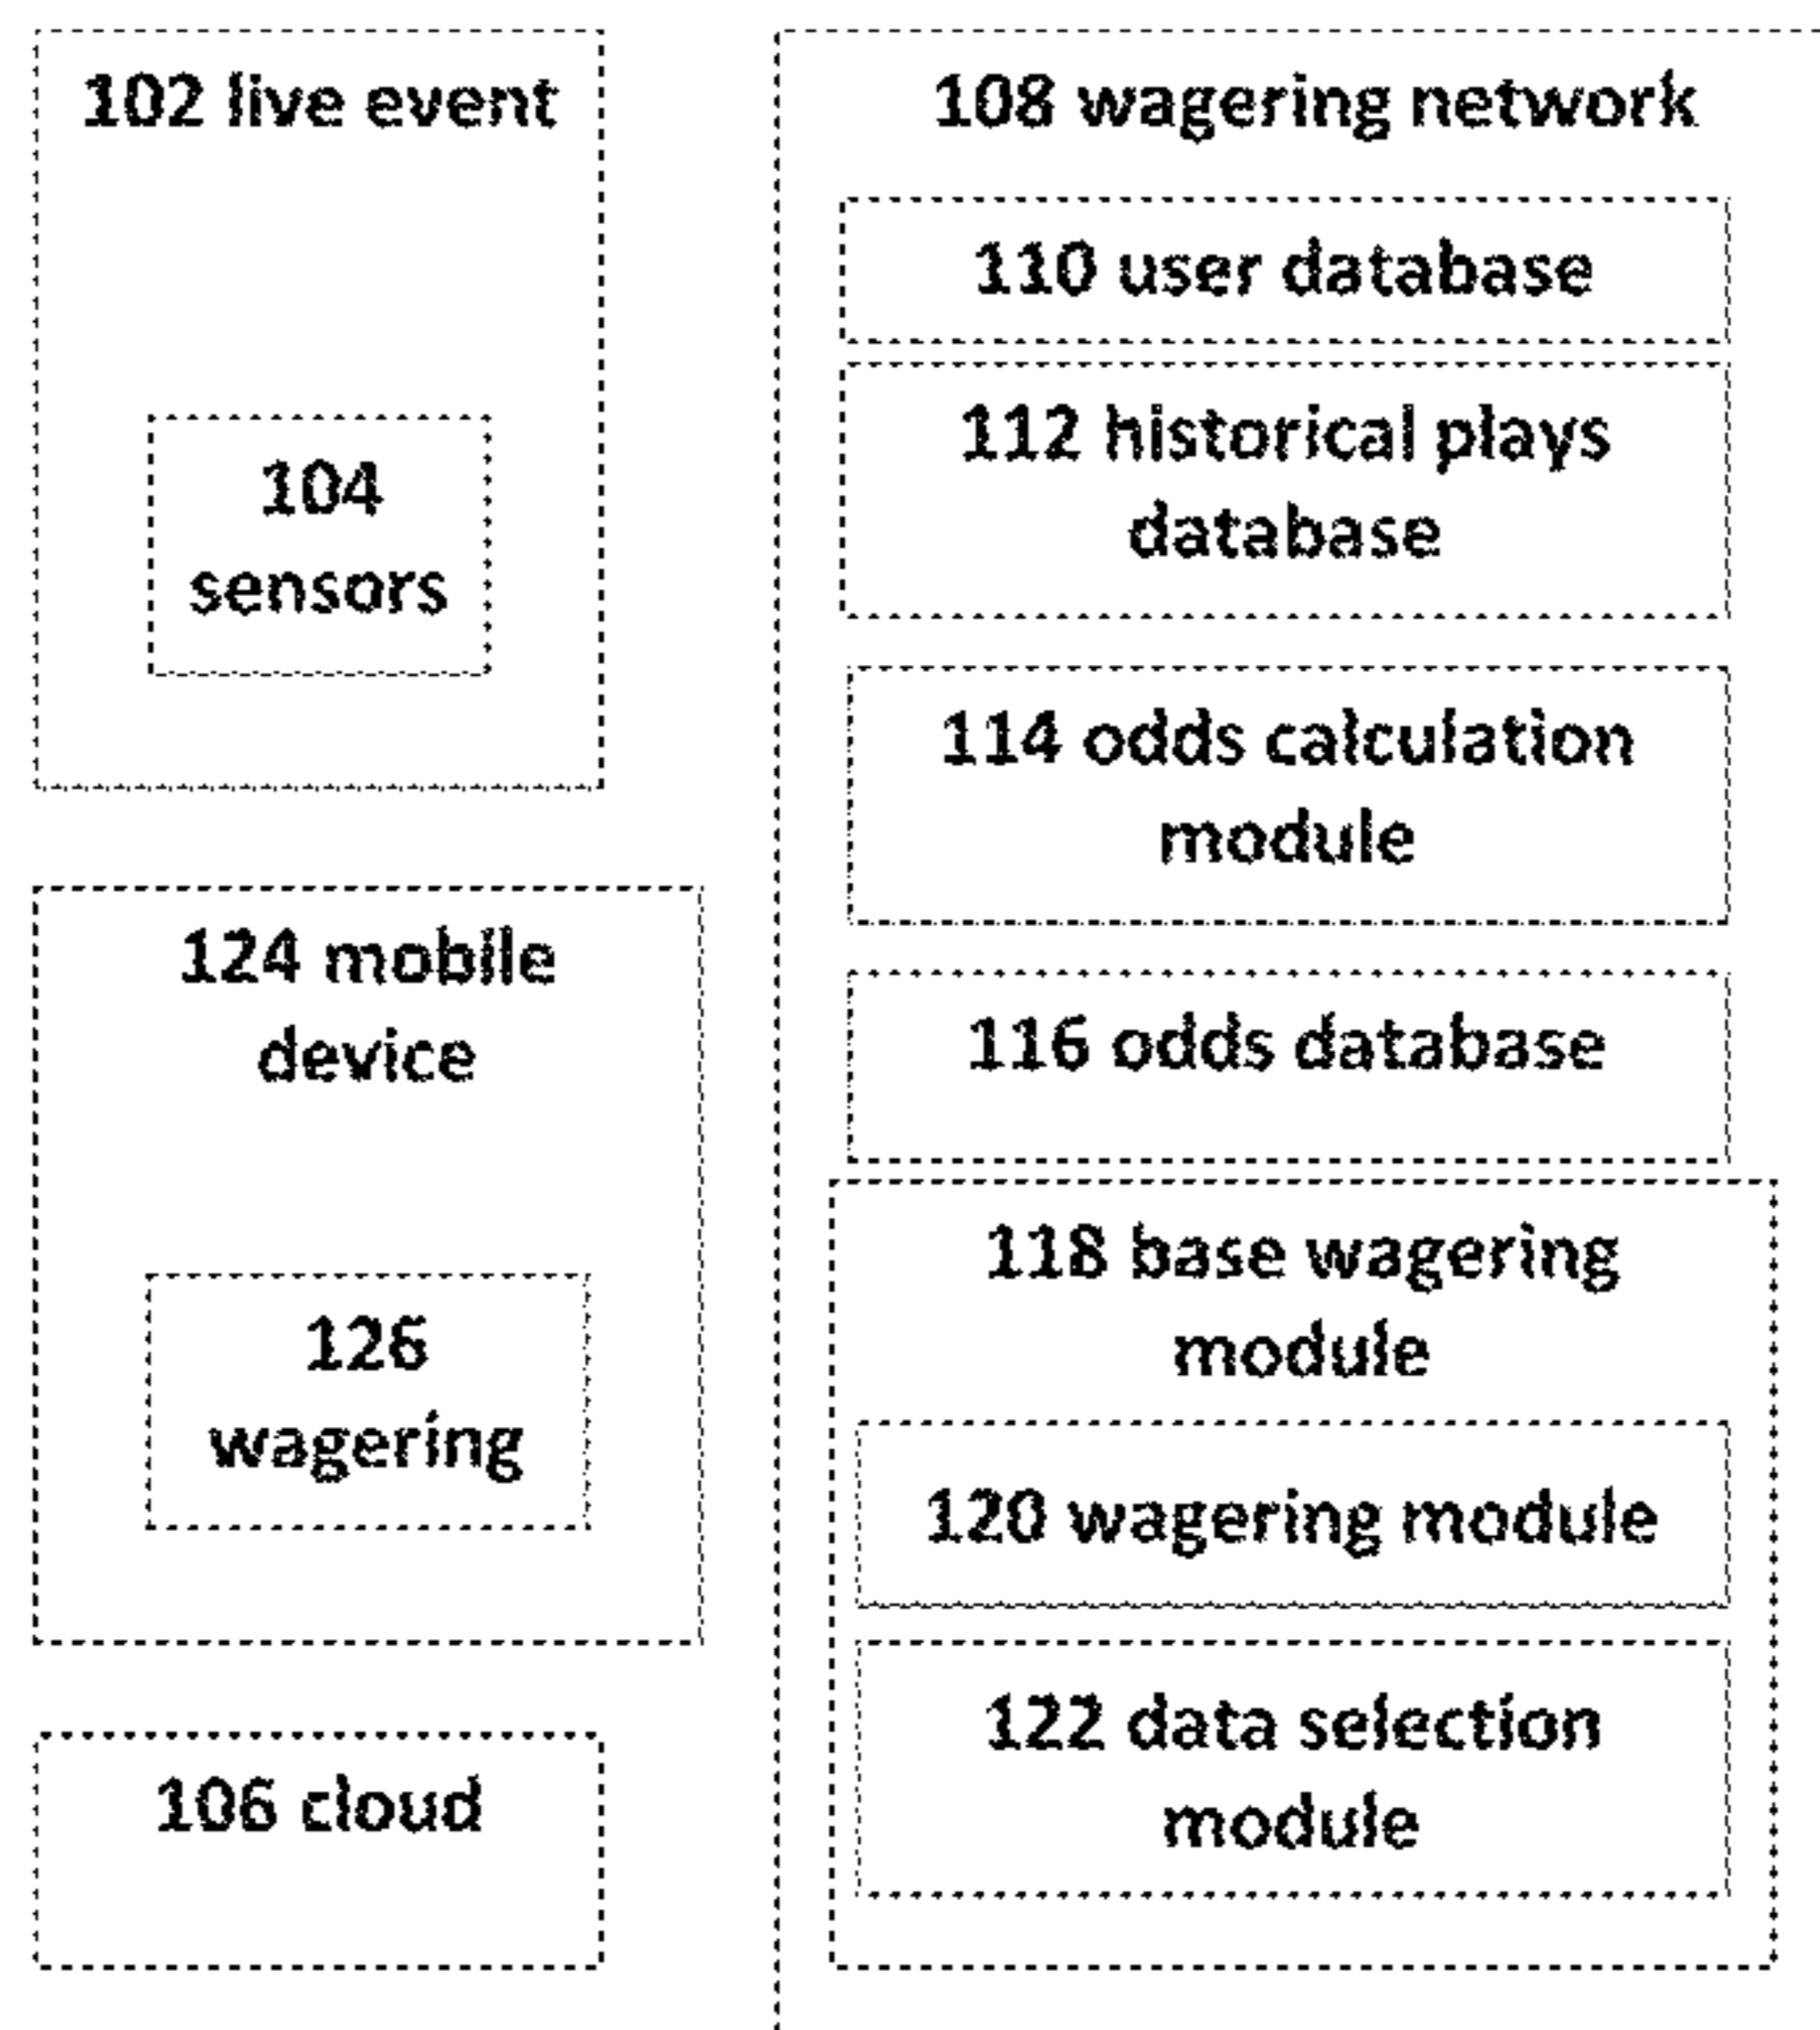 102 live event
104
sensors
124 mobile
device
126
wagering
106 cloud
108 wagering network
110 user database
112 historical plays
database
114 odds calculation
module
116 odds database
118 base wagering
module
120 wagering module
122 data selection
module